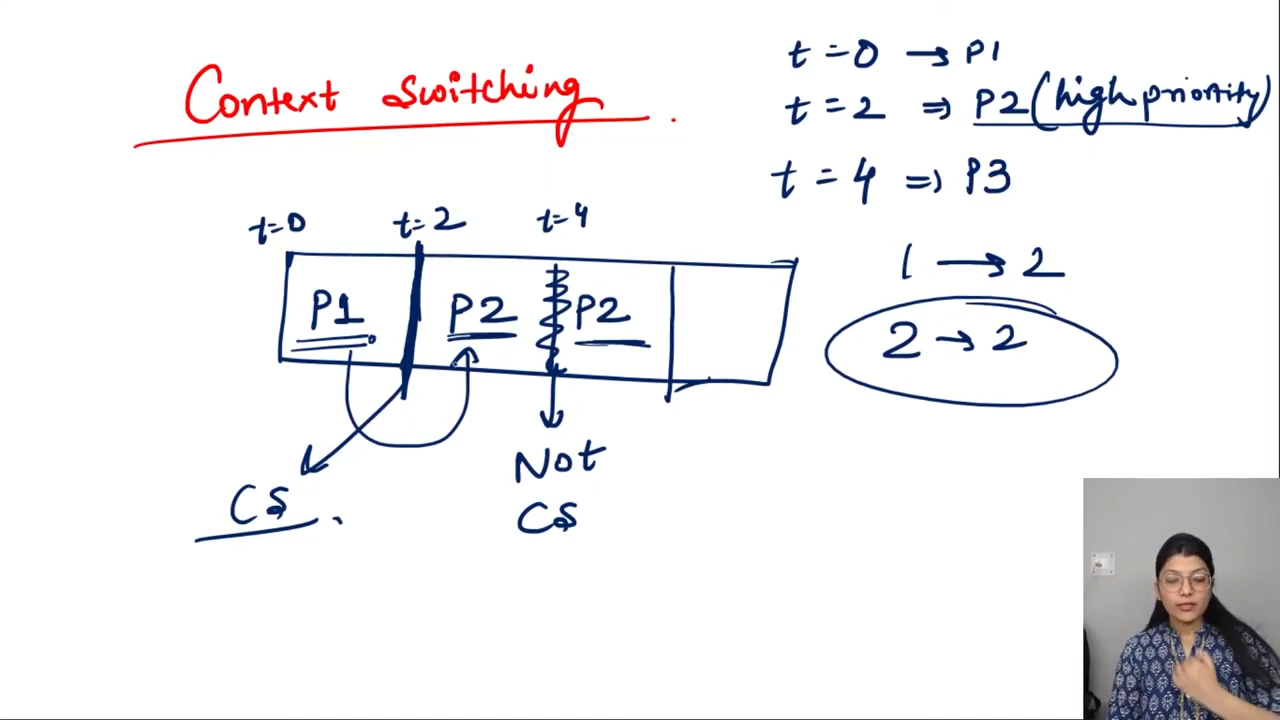 Context Switching
t=0 → P1
t=2 ⇒ P2 (high priority)
t=4 ⇒ P3
t=0 t=2 t=4
P1 P2 P2
1 → 2
2 → 2
CS
Not
CS